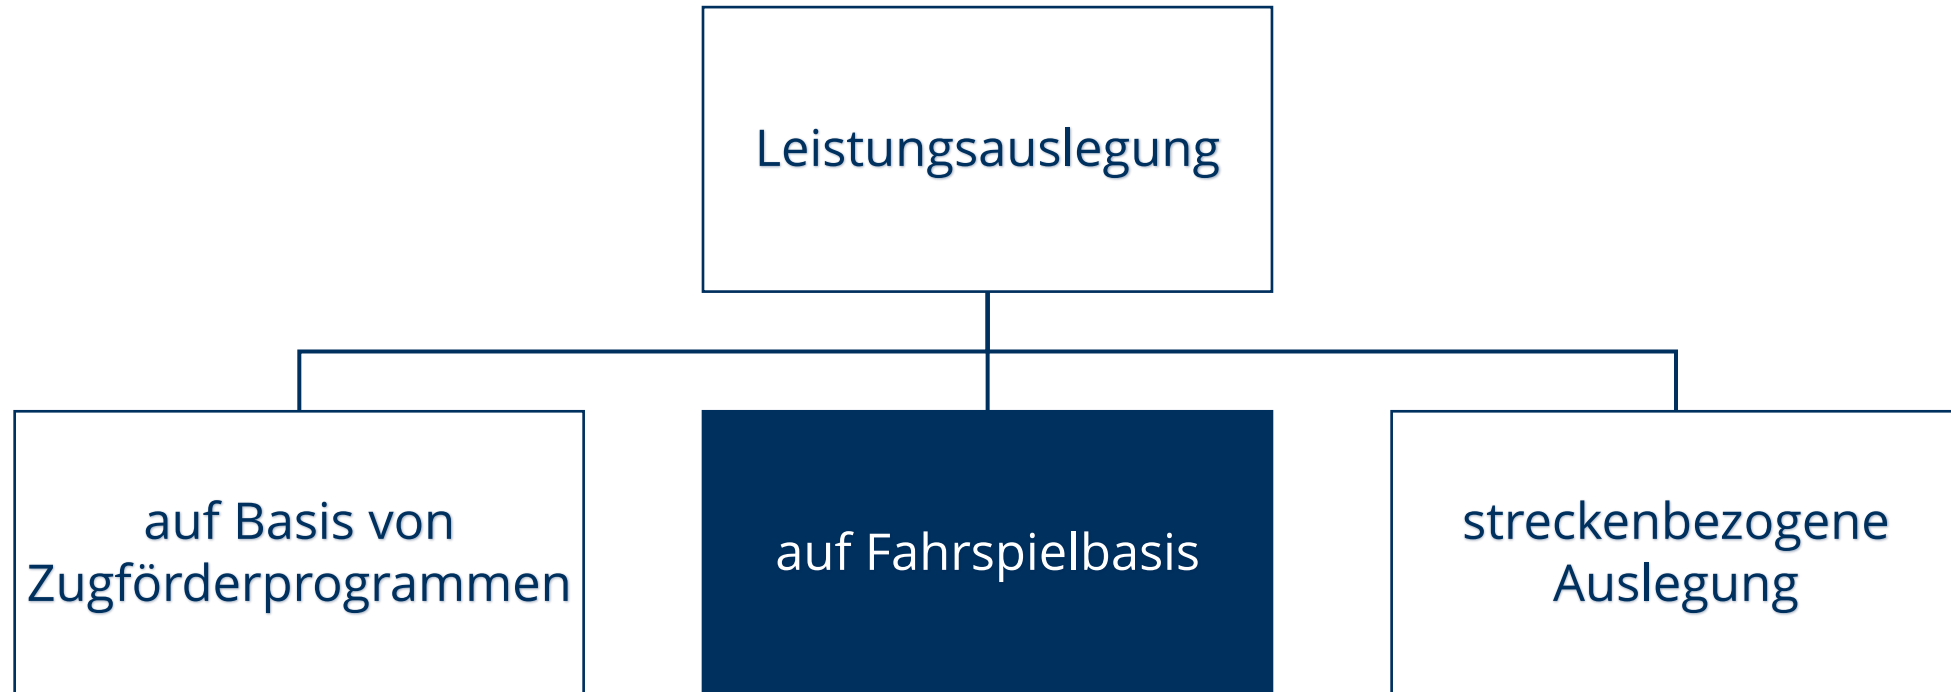 Leistungsauslegung
auf Basis von
Zugförderprogrammen
auf Fahrspielbasis
streckenbezogene
Auslegung